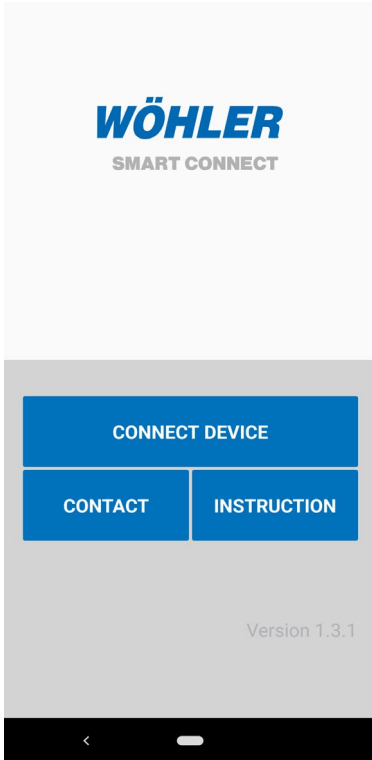 WÖHLER
SMART CONNECT
CONNECT DEVICE
CONTACT
INSTRUCTION
Version 1.3.1